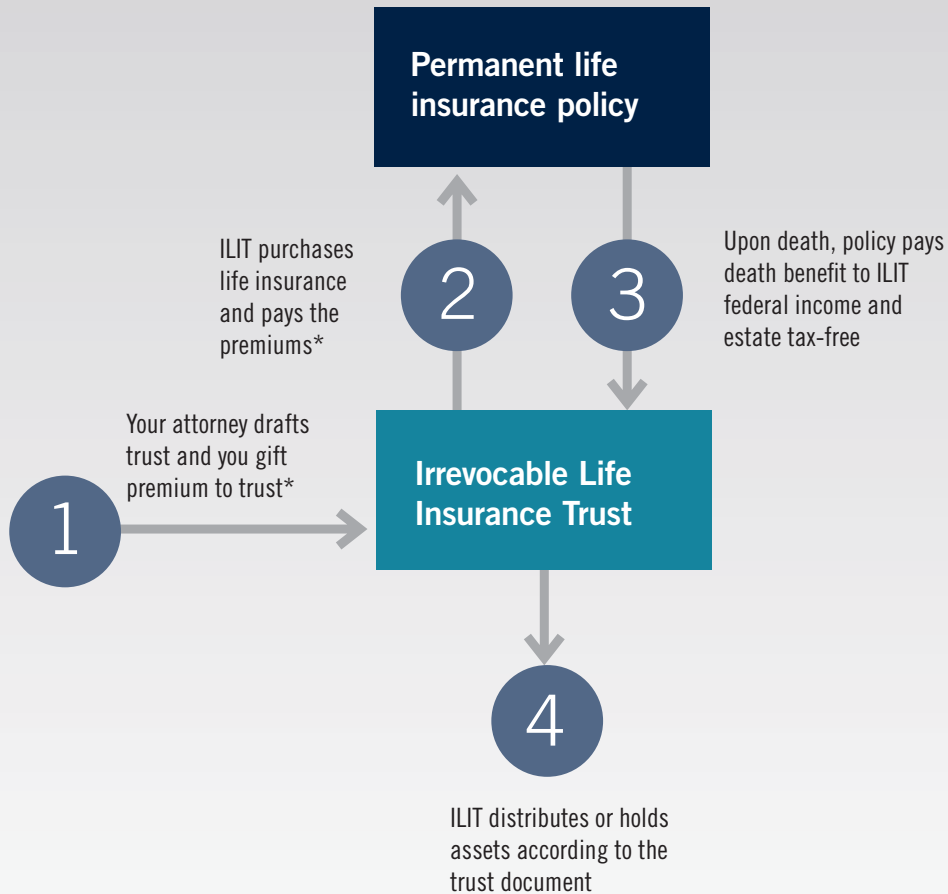 Permanent life
insurance policy
ILIT purchases
life insurance
and pays the
premiums*
2
3
Upon death, policy pays
death benefit to ILIT
federal income and
estate tax-free
Your attorney drafts
trust and you gift
premium to trust*
1
Irrevocable Life
Insurance Trust
4
ILIT distributes or holds
assets according to the
trust document